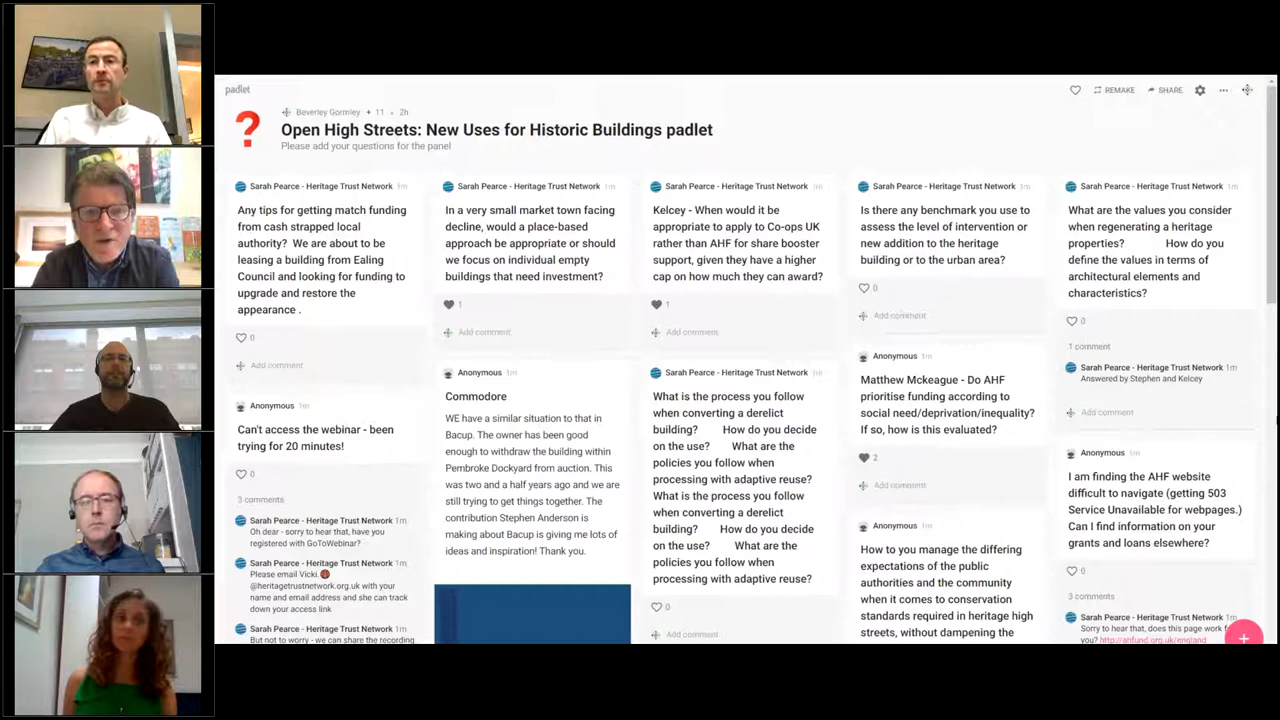 padlet
REMAKE
SHARE
Beverley Gormley + 11 • 2h
Open High Streets: New Uses for Historic Buildings padlet
Please add your questions for the panel
Sarah Pearce - Heritage Trust Network 1m
Any tips for getting match funding
from cash strapped local
authority? We are about to be
leasing a building from Ealing
Council and looking for funding to
upgrade and restore the
appearance .
0
Add comment
Anonymous 1m
Can't access the webinar - been
trying for 20 minutes!
0
3 comments
Sarah Pearce - Heritage Trust Network 1m
Oh dear - sorry to hear that, have you
registered with GoToWebinar?
Sarah Pearce - Heritage Trust Network 1m
Please email Vicki.
@heritagetrustnetwork.org.uk with your
name and email address and she can track
down your access link
Sarah Pearce - Heritage Trust Network 1m
But not to worry - we can share the recording
Sarah Pearce - Heritage Trust Network 1m
In a very small market town facing
decline, would a place-based
approach be appropriate or should
we focus on individual empty
buildings that need investment?
1
Add comment
Anonymous 1m
Commodore
WE have a similar situation to that in
Bacup. The owner has been good
enough to withdraw the building within
Pembroke Dockyard from auction. This
was two and a half years ago and we are
still trying to get things together. The
contribution Stephen Anderson is
making about Bacup is giving me lots of
ideas and inspiration! Thank you.
Sarah Pearce - Heritage Trust Network 1m
Kelcey - When would it be
appropriate to apply to Co-ops UK
rather than AHF for share booster
support, given they have a higher
cap on how much they can award?
1
Add comment
Sarah Pearce - Heritage Trust Network 1m
What is the process you follow
when converting a derelict
building? How do you decide
on the use? What are the
policies you follow when
processing with adaptive reuse?
What is the process you follow
when converting a derelict
building? How do you decide
on the use? What are the
policies you follow when
processing with adaptive reuse?
0
Add comment
Sarah Pearce - Heritage Trust Network 1m
Is there any benchmark you use to
assess the level of intervention or
new addition to the heritage
building or to the urban area?
0
Add comment
Anonymous 1m
Matthew Mckeague - Do AHF
prioritise funding according to
social need/deprivation/inequality?
If so, how is this evaluated?
2
Add comment
Anonymous 1m
How to you manage the differing
expectations of the public
authorities and the community
when it comes to conservation
standards required in heritage high
streets, without dampening the
Sarah Pearce - Heritage Trust Network 1m
What are the values you consider
when regenerating a heritage
properties? How do you
define the values in terms of
architectural elements and
characteristics?
0
1 comment
Sarah Pearce - Heritage Trust Network 1m
Answered by Stephen and Kelcey
Add comment
Anonymous 1m
I am finding the AHF website
difficult to navigate (getting 503
Service Unavailable for webpages.)
Can I find information on your
grants and loans elsewhere?
0
3 comments
Sarah Pearce - Heritage Trust Network 1m
Sorry to hear that, does this page work for
you? http://ahfund.org.uk/england